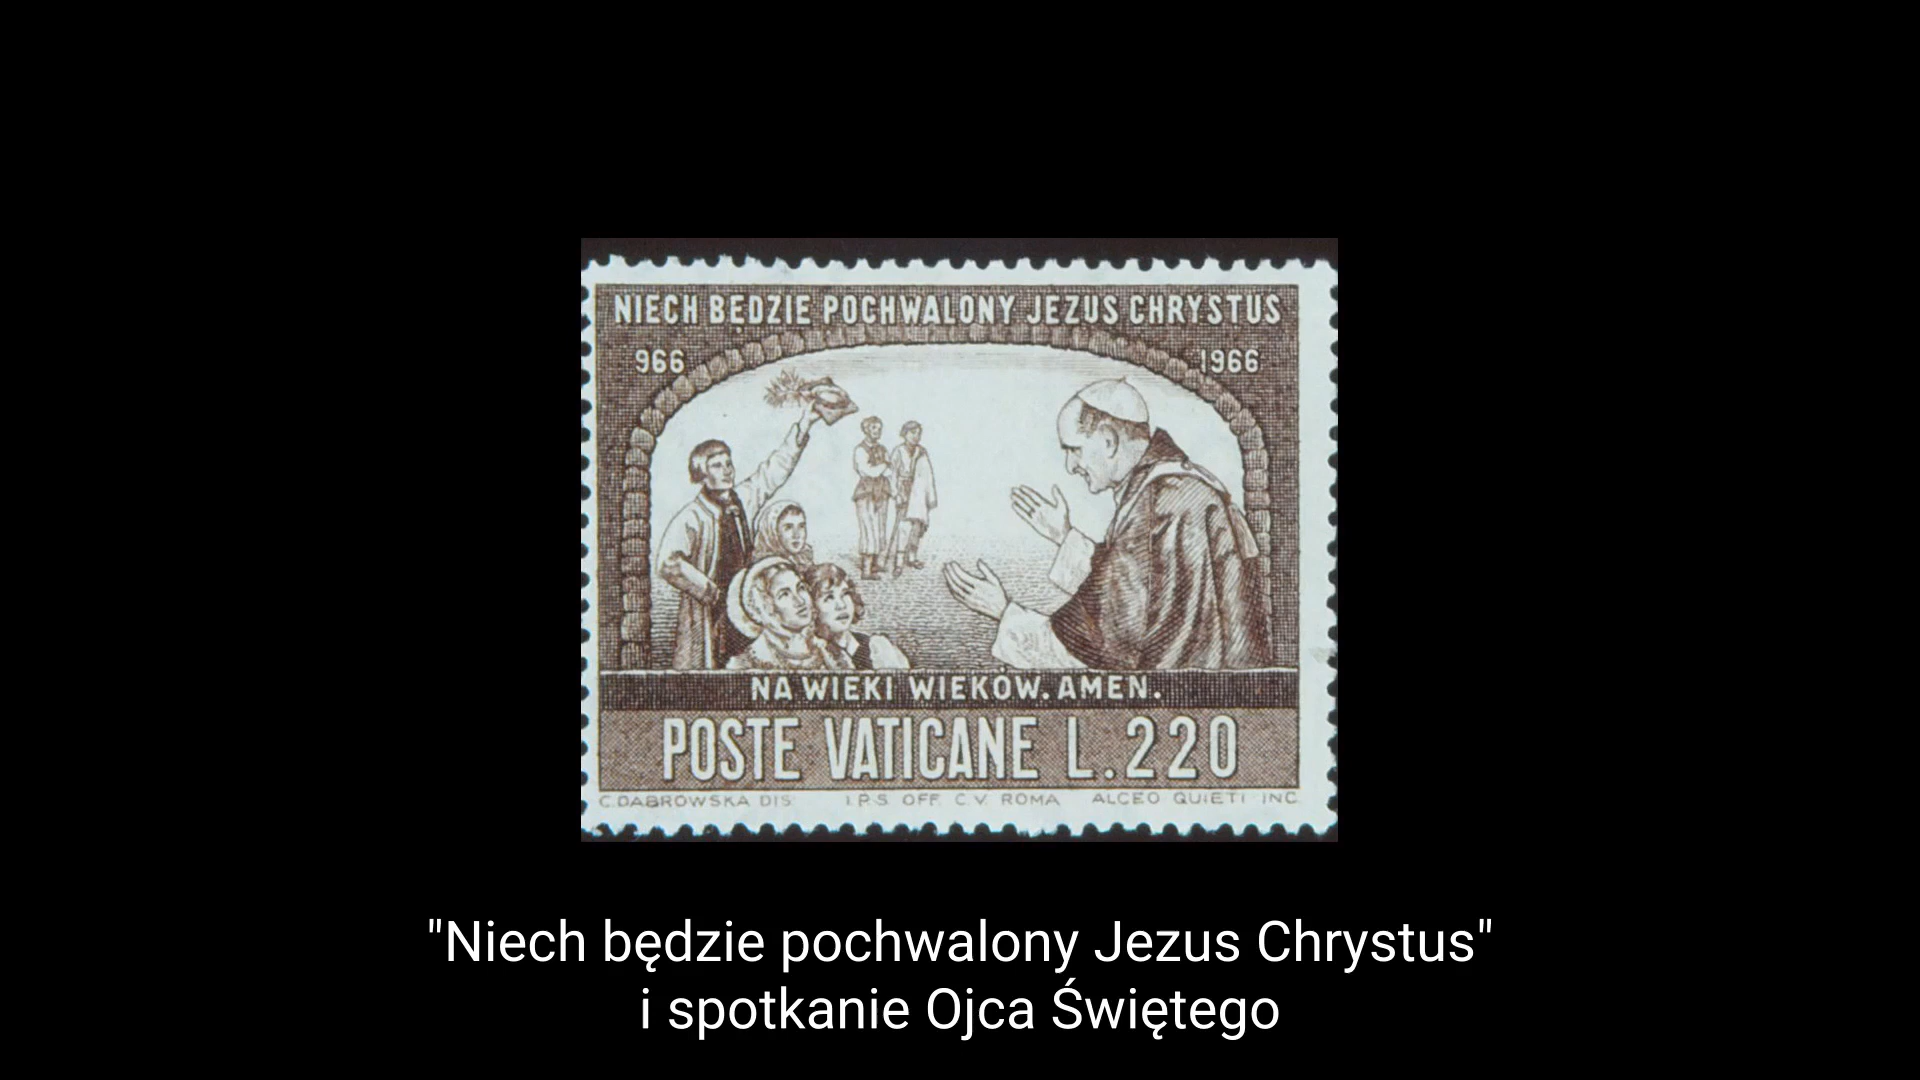 NIECH BĘDZIE POCHWALONY JEZUS CHRYSTUS
966
1966
NA WIEKI WIEKÓW. AMEN.
POSTE VATICANE L.220
C. DABROWSKA DIS. I.P.S. OFF. C.V. ROMA ALCEO QUIETI INC.
"Niech będzie pochwalony Jezus Chrystus"
i spotkanie Ojca Świętego